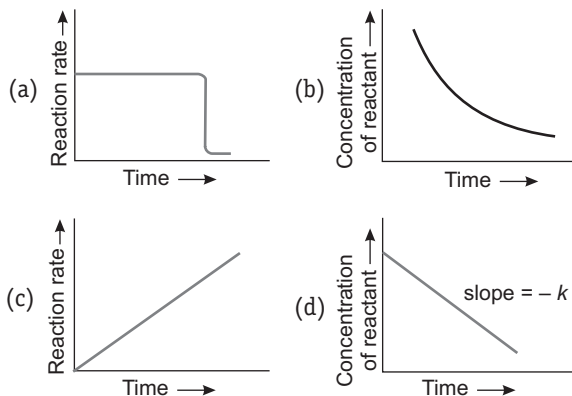 (a)
Reaction rate →
Time →
(b)
Concentration
of reactant →
Time →
(c)
Reaction rate →
Time →
(d)
Concentration
of reactant →
slope = – k
Time →